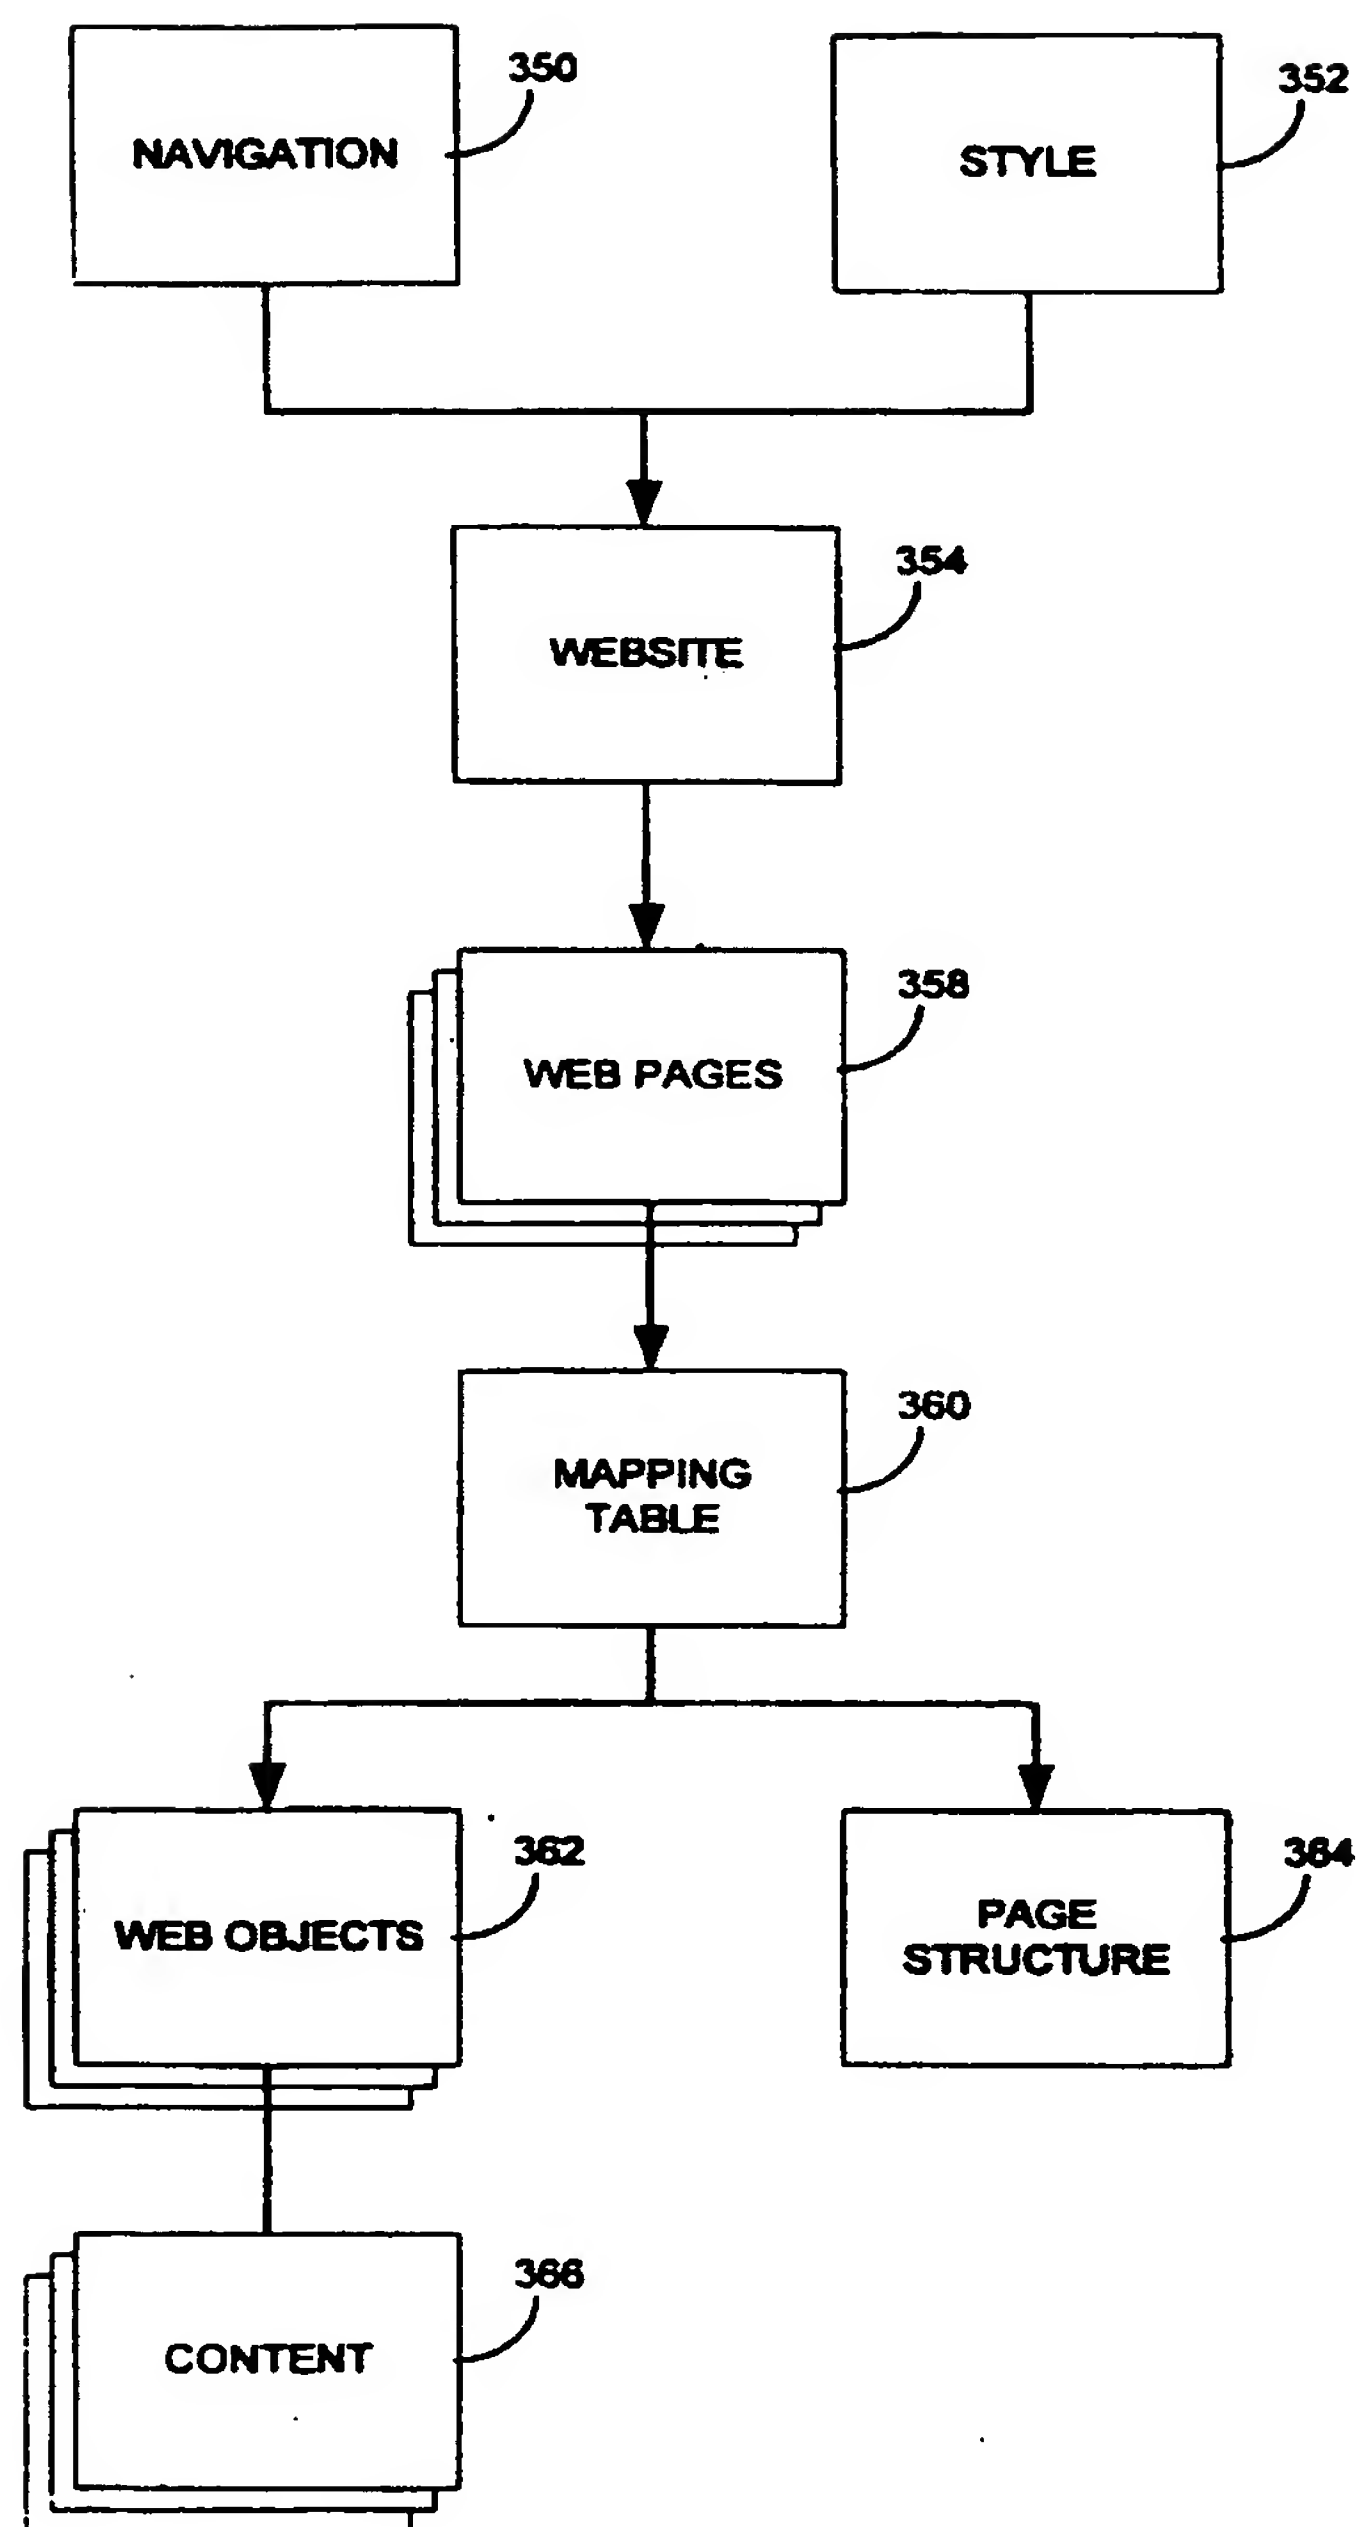 350
352
NAVIGATION
STYLE
354
WEBSITE
358
WEB PAGES
360
MAPPING
TABLE
362
364
WEB OBJECTS
PAGE
STRUCTURE
366
CONTENT